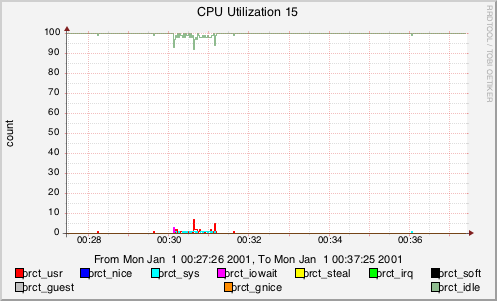 CPU Utilization 15
RRDTOOL / TOBI OETIKER
count
100
90
80
70
60
50
40
30
20
10
0
00:28 00:30 00:32 00:34 00:36
From Mon Jan 1 00:27:26 2001, To Mon Jan 1 00:37:25 2001
prct_usr prct_nice prct_sys prct_iowait prct_steal prct_irq prct_soft
prct_guest prct_gnice prct_idle